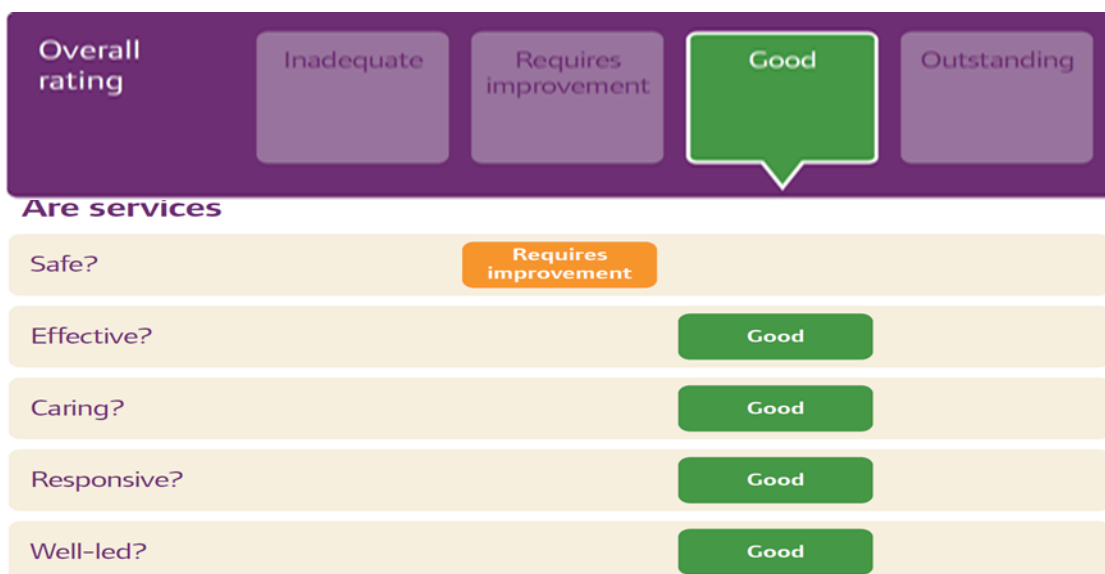 Overall
rating
Inadequate
Requires
improvement
Good
Outstanding
Are services
Safe?
Requires
improvement
Effective?
Good
Caring?
Good
Responsive?
Good
Well-led?
Good